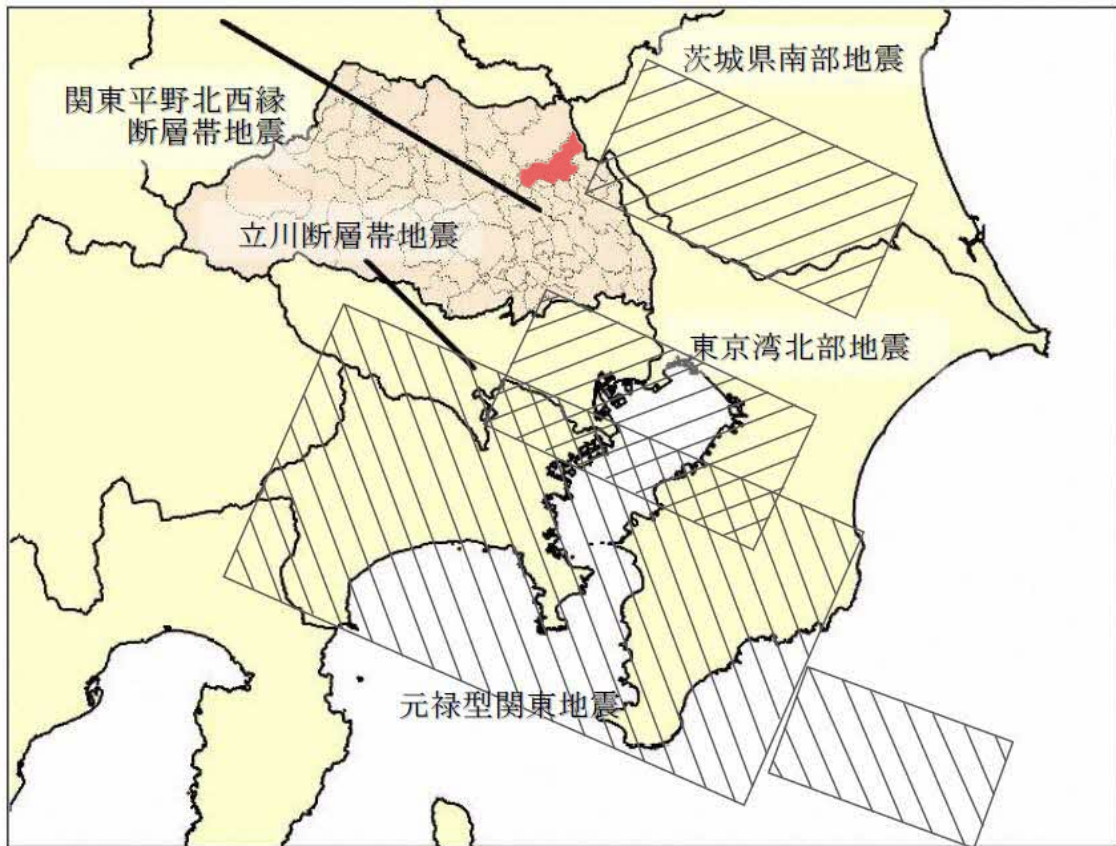 茨城県南部地震
関東平野北西縁
断層帯地震
立川断層帯地震
東京湾北部地震
元禄型関東地震